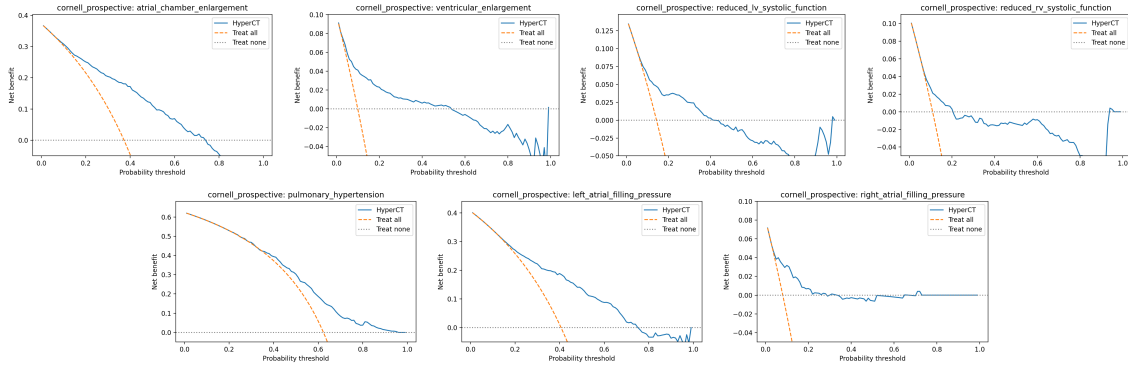 cornell_prospective: atrial_chamber_enlargement
Net benefit
0.4
0.3
0.2
0.1
0.0
HyperCT
Treat all
Treat none
0.0 0.2 0.4 0.6 0.8 1.0
Probability threshold
cornell_prospective: ventricular_enlargement
Net benefit
0.10
0.08
0.06
0.04
0.02
0.00
−0.02
−0.04
HyperCT
Treat all
Treat none
0.0 0.2 0.4 0.6 0.8 1.0
Probability threshold
cornell_prospective: reduced_lv_systolic_function
Net benefit
0.125
0.100
0.075
0.050
0.025
0.000
−0.025
−0.050
HyperCT
Treat all
Treat none
0.0 0.2 0.4 0.6 0.8 1.0
Probability threshold
cornell_prospective: reduced_rv_systolic_function
Net benefit
0.100
0.08
0.06
0.04
0.02
0.00
−0.02
−0.04
HyperCT
Treat all
Treat none
0.0 0.2 0.4 0.6 0.8 1.0
Probability threshold
cornell_prospective: pulmonary_hypertension
Net benefit
0.6
0.5
0.4
0.3
0.2
0.1
0.0
HyperCT
Treat all
Treat none
0.0 0.2 0.4 0.6 0.8 1.0
Probability threshold
cornell_prospective: left_atrial_filling_pressure
Net benefit
0.4
0.3
0.2
0.1
0.0
HyperCT
Treat all
Treat none
0.0 0.2 0.4 0.6 0.8 1.0
Probability threshold
cornell_prospective: right_atrial_filling_pressure
Net benefit
0.10
0.08
0.06
0.04
0.02
0.00
−0.02
−0.04
HyperCT
Treat all
Treat none
0.0 0.2 0.4 0.6 0.8 1.0
Probability threshold